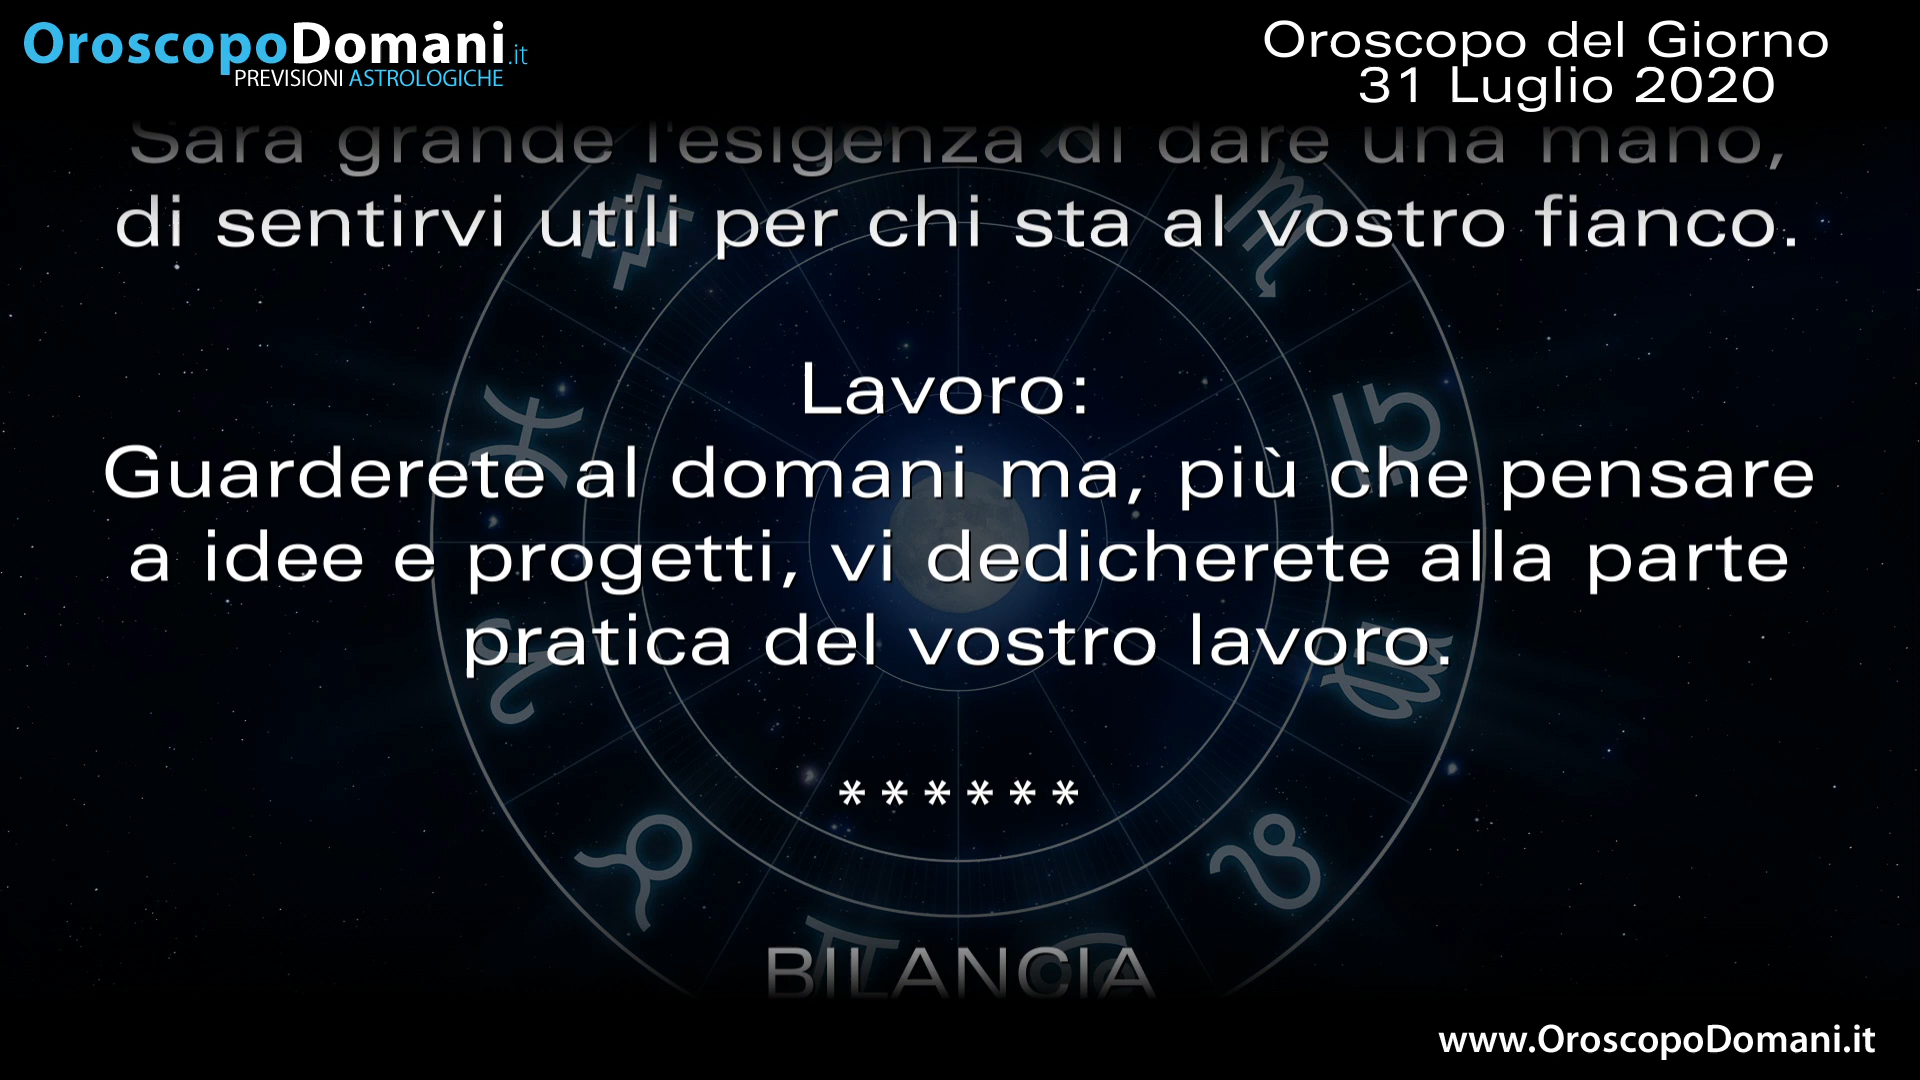 OroscopoDomani.it
PREVISIONI ASTROLOGICHE
Oroscopo del Giorno
31 Luglio 2020
Sarà grande l'esigenza di dare una mano,
di sentirvi utili per chi sta al vostro fianco.
Lavoro:
Guarderete al domani ma, più che pensare
a idee e progetti, vi dedicherete alla parte
pratica del vostro lavoro.
******
BILANCIA
www.OroscopoDomani.it